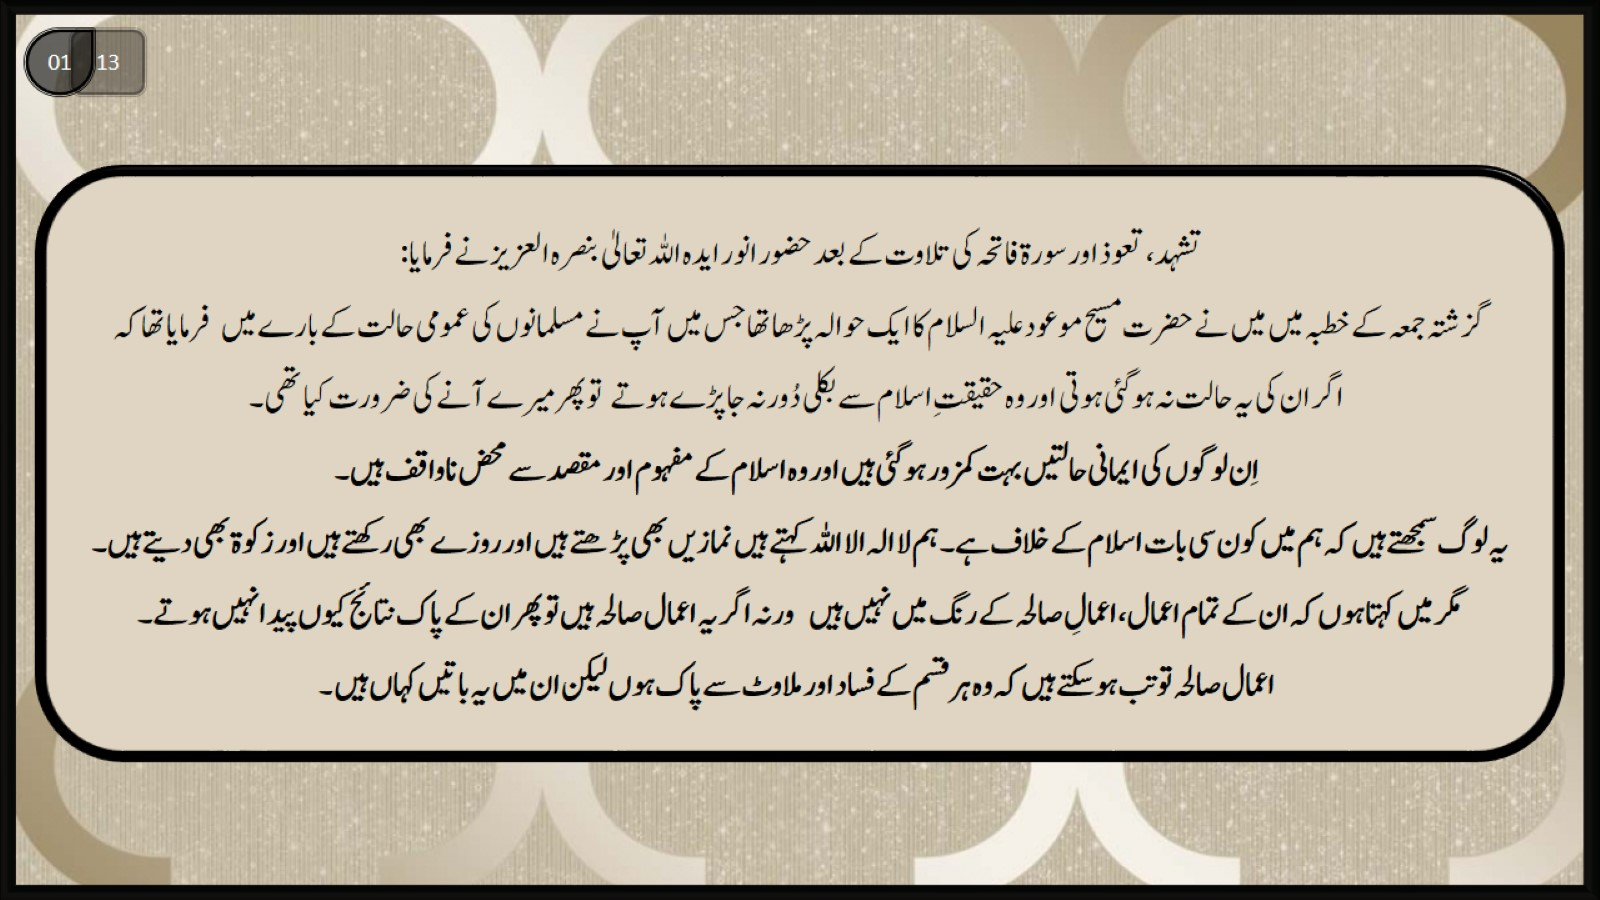 01 13
تشہد، تعوذ اور سورۃ فاتحہ کی تلاوت کے بعد حضور انور ایدہ اللہ تعالیٰ بنصرہ العزیز نے فرمایا:
گزشتہ جمعہ کے خطبہ میں میں نے حضرت مسیح موعود علیہ السلام کا ایک حوالہ پڑھا تھا جس میں آپ نے مسلمانوں کی عمومی حالت کے بارے میں فرمایا تھا کہ
اگر ان کی یہ حالت نہ ہوگئی ہوتی اور وہ حقیقتِ اسلام سے بکلی دُور نہ جا پڑے ہوتے تو پھر میرے آنے کی ضرورت کیا تھی۔
اِن لوگوں کی ایمانی حالتیں بہت کمزور ہوگئی ہیں اور وہ اسلام کے مفہوم اور مقصد سے محض ناواقف ہیں۔
یہ لوگ سمجھتے ہیں کہ ہم میں کون سی بات اسلام کے خلاف ہے۔ ہم لا الہ الا اللہ کہتے ہیں نمازیں بھی پڑھتے ہیں اور روزے بھی رکھتے ہیں اور زکوۃ بھی دیتے ہیں۔
مگر میں کہتا ہوں کہ ان کے تمام اعمال، اعمالِ صالحہ کے رنگ میں نہیں ہیں ورنہ اگر یہ اعمال صالحہ ہیں تو پھر ان کے پاک نتائج کیوں پیدا نہیں ہوتے۔
اعمال صالحہ تو تب ہوسکتے ہیں کہ وہ ہر قسم کے فساد اور ملاوٹ سے پاک ہوں لیکن ان میں یہ باتیں کہاں ہیں۔